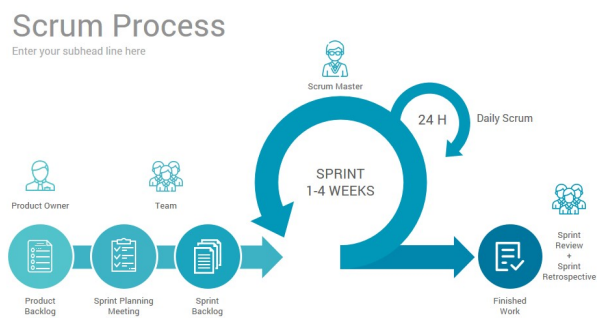 Scrum Process
Enter your subhead line here
Scrum Master
24 H
Daily Scrum
SPRINT
1-4 WEEKS
Product Owner
Team
Sprint
Review
+
Sprint
Retrospective
Product
Backlog
Sprint Planning
Meeting
Sprint
Backlog
Finished
Work